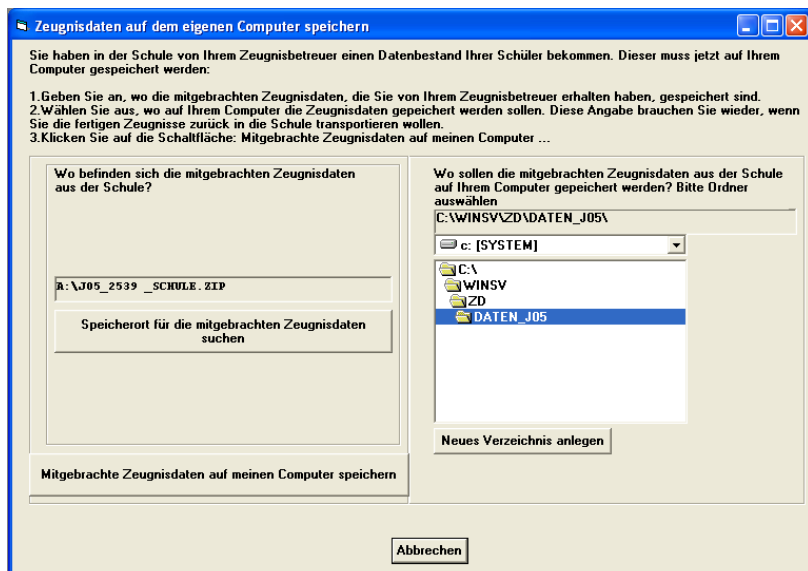 Zeugnisdaten auf dem eigenen Computer speichern
Sie haben in der Schule von Ihrem Zeugnisbetreuer einen Datenbestand Ihrer Schüler bekommen. Dieser muss jetzt auf Ihrem
Computer gespeichert werden:
1.Geben Sie an, wo die mitgebrachten Zeugnisdaten, die Sie von Ihrem Zeugnisbetreuer erhalten haben, gespeichert sind.
2.Wählen Sie aus, wo auf Ihrem Computer die Zeugnisdaten gepeichert werden sollen. Diese Angabe brauchen Sie wieder, wenn
Sie die fertigen Zeugnisse zurück in die Schule transportieren wollen.
3.Klicken Sie auf die Schaltfläche: Mitgebrachte Zeugnisdaten auf meinen Computer ...
Wo befinden sich die mitgebrachten Zeugnisdaten
aus der Schule?
A:\J05_2539 _SCHULE.ZIP
Speicherort für die mitgebrachten Zeugnisdaten
suchen
Mitgebrachte Zeugnisdaten auf meinen Computer speichern
Wo sollen die mitgebrachten Zeugnisdaten aus der Schule
auf Ihrem Computer gepeichert werden? Bitte Ordner
auswählen
C:\WINSV\ZD\DATEN_J05\
c: [SYSTEM]
C:\
WINSV
ZD
DATEN_J05
Neues Verzeichnis anlegen
Abbrechen